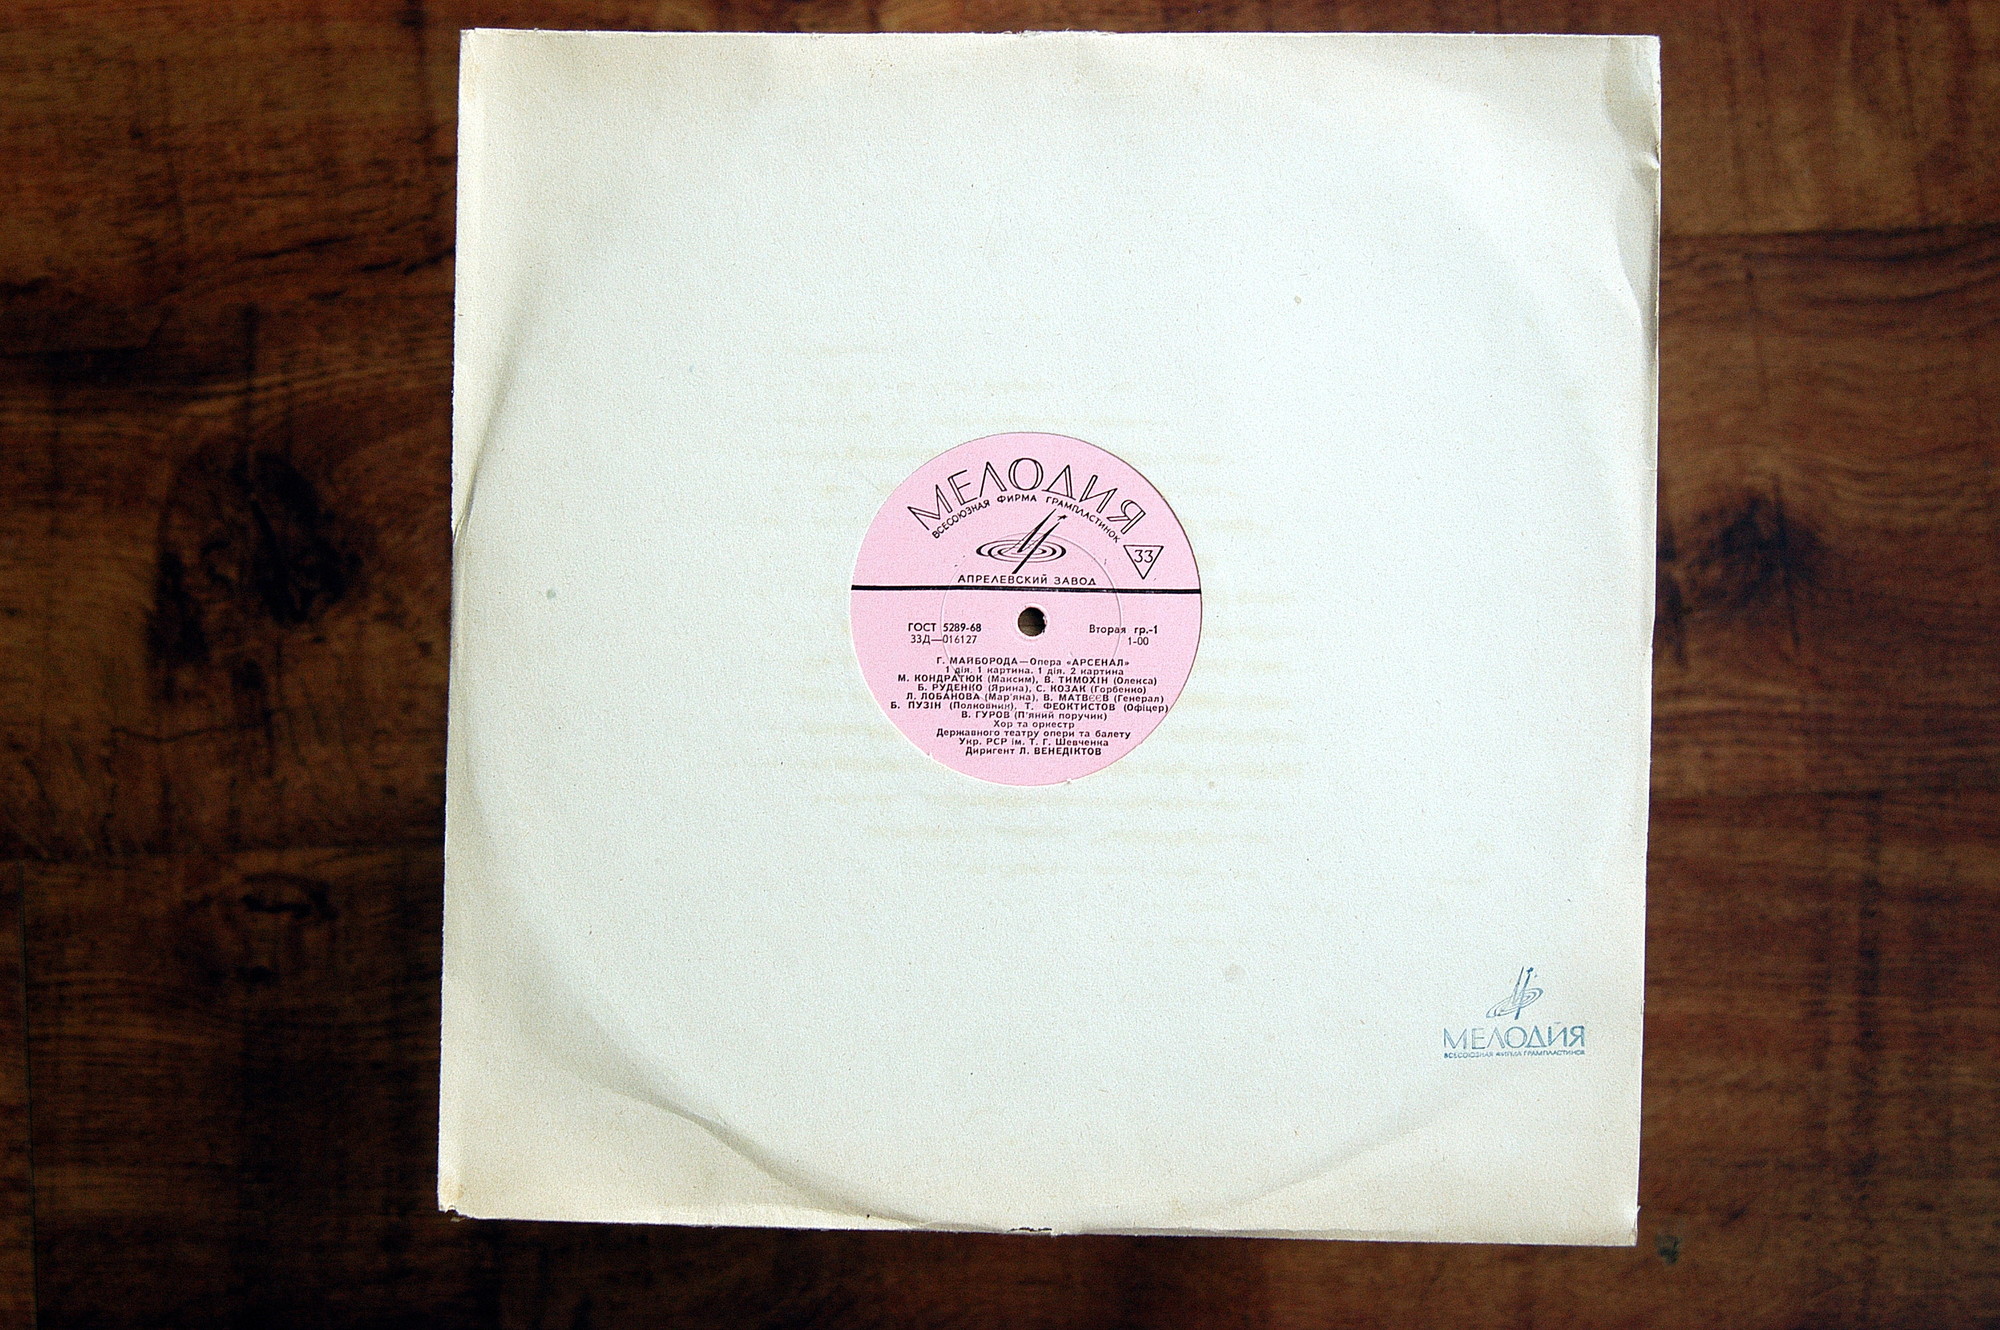 МЕЛОДИЯ
ВСЕСОЮЗНАЯ ФИРМА ГРАМПЛАСТИНОК
33
АПРЕЛЕВСКИЙ ЗАВОД
ГОСТ 5289-68
Вторая гр.-1
33Д—016127
1-00
Г. МАЙБОРОДА—Опера «АРСЕНАЛ»
1 дія. 1 картина. 1 дія. 2 картина
М. КОНДРАТЮК (Максим), В. ТИМОХІН (Олекса)
Б. РУДЕНКО (Ярина), С. КОЗАК (Горбенко)
Л. ЛОБАНОВА (Мар'яна), В. МАТВЄЄВ (Генерал)
Б. ПУЗІН (Полковник), Т. ФЕОКТИСТОВ (Офіцер)
В. ГУРОВ (П'яний поручик)
Хор та оркестр
Державного театру опери та балету
Укр. РСР ім. Т. Г. Шевченка
Диригент Л. ВЕНЕДІКТОВ
МЕЛОДИЯ
ВСЕСОЮЗНАЯ ФИРМА ГРАМПЛАСТИНОК